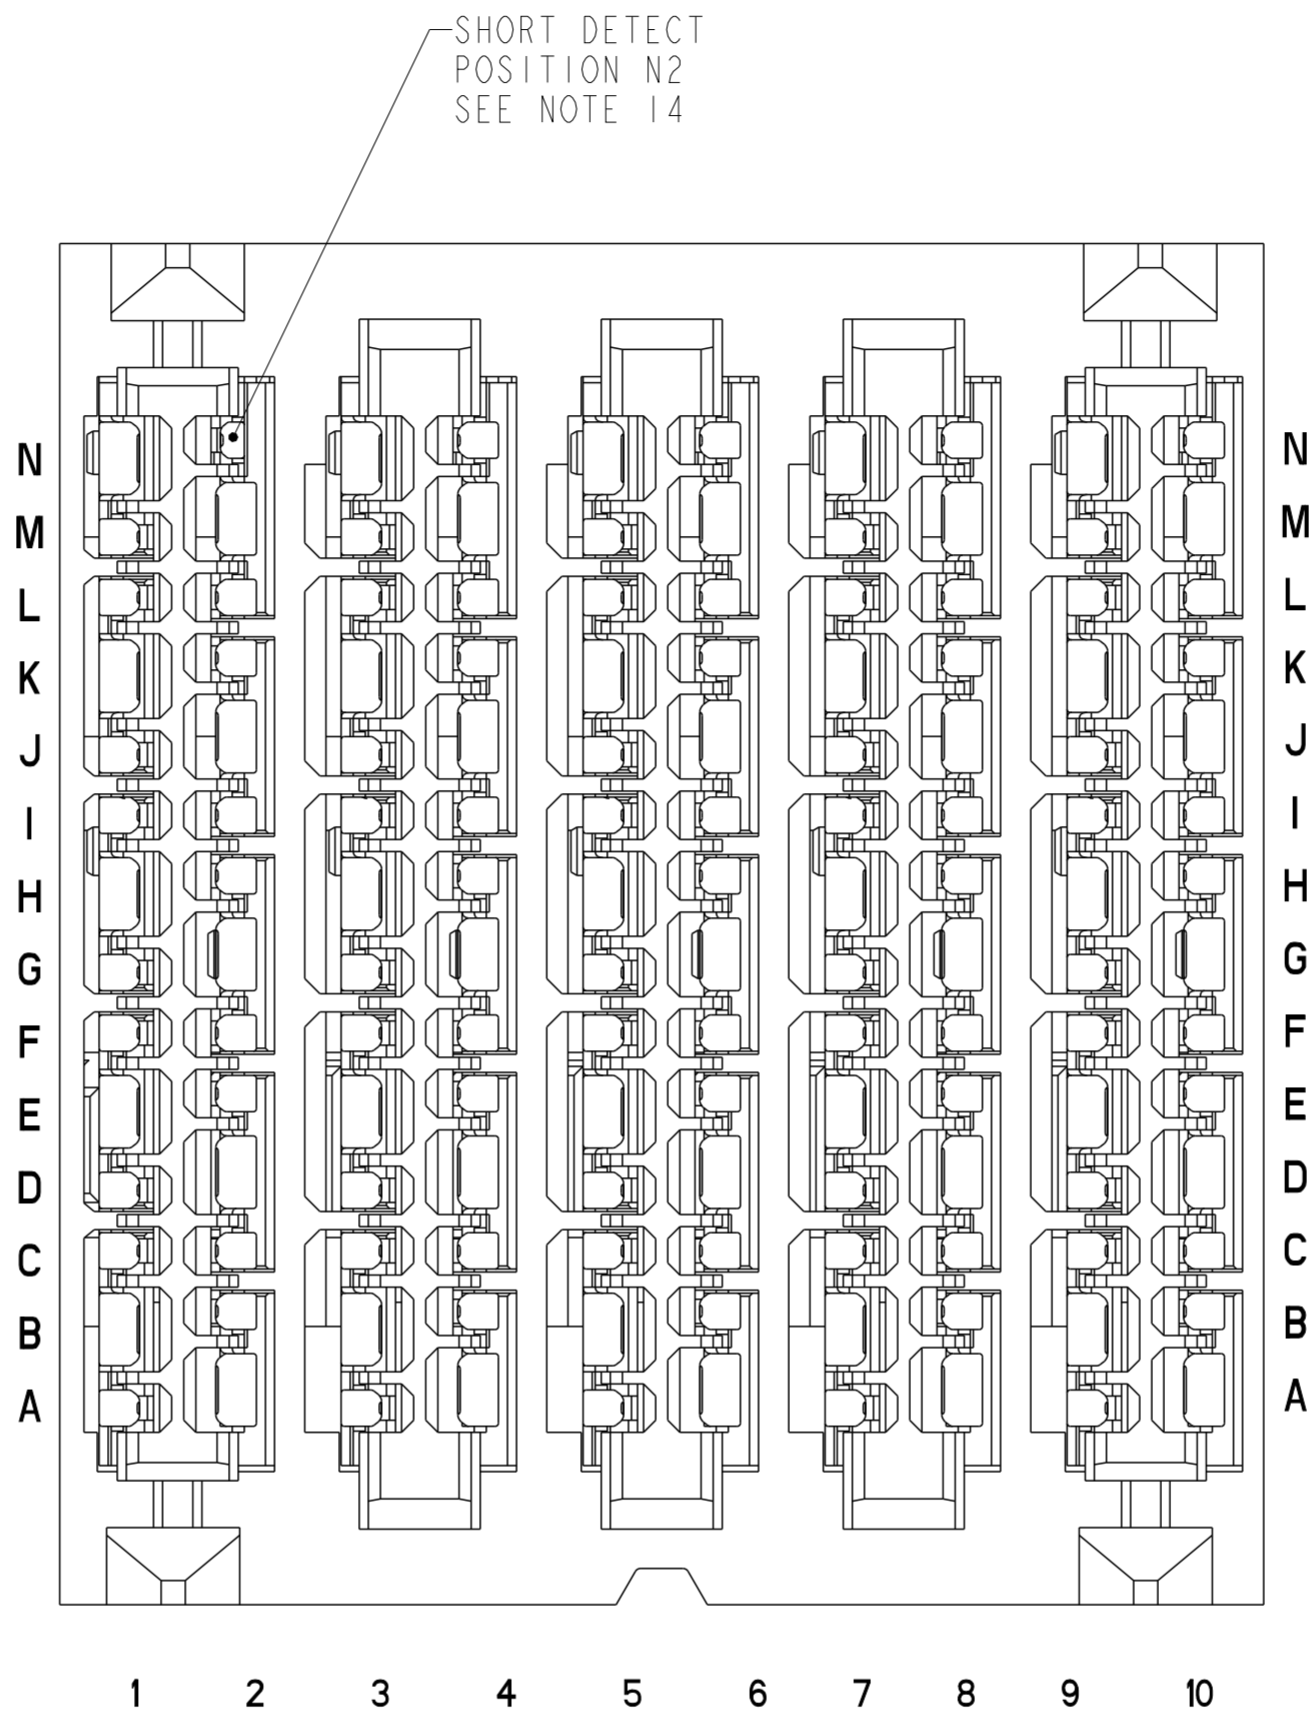 SHORT DETECT
POSITION N2
SEE NOTE 14
N N
M M
L L
K K
J J
I I
H H
G G
F F
E E
D D
C C
B B
A A
1 2 3 4 5 6 7 8 9 10